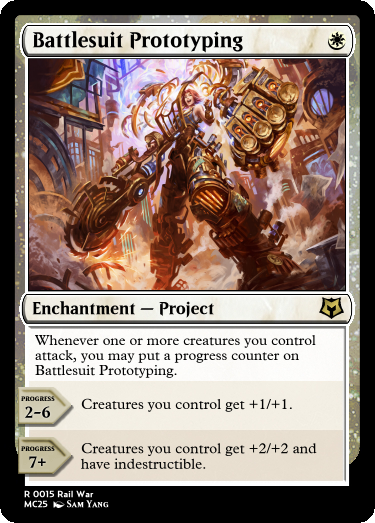 Battlesuit Prototyping
Enchantment — Project
Whenever one or more creatures you control
attack, you may put a progress counter on
Battlesuit Prototyping.
PROGRESS
2-6
Creatures you control get +1/+1.
PROGRESS
7+
Creatures you control get +2/+2 and
have indestructible.
R 0015 Rail War
MC25 Sam Yang